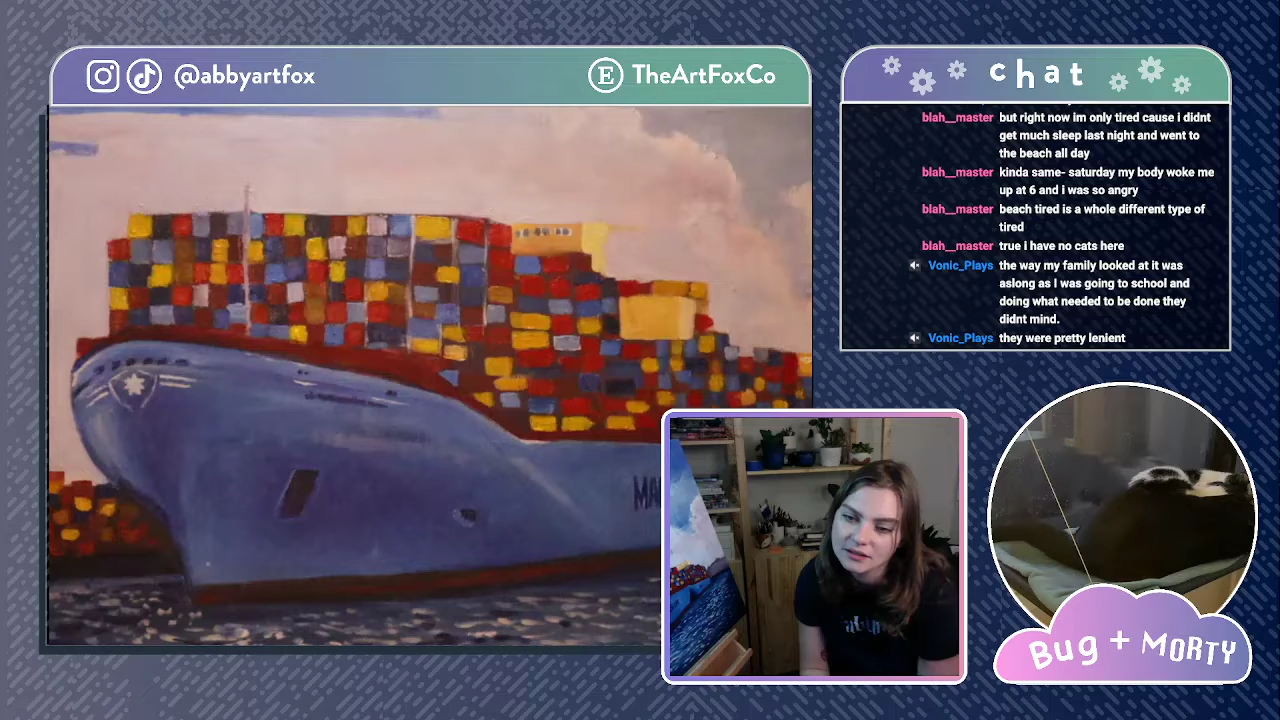 @abbyartfox
TheArtFoxCo
chat
blah__master but right now im only tired cause i didnt
get much sleep last night and went to
the beach all day
blah__master kinda same- saturday my body woke me
up at 6 and i was so angry
blah__master beach tired is a whole different type of
tired
blah__master true i have no cats here
Vonic_Plays the way my family looked at it was
aslong as I was going to school and
doing what needed to be done they
didnt mind.
Vonic_Plays they were pretty lenient
MA
Bug + MORTY